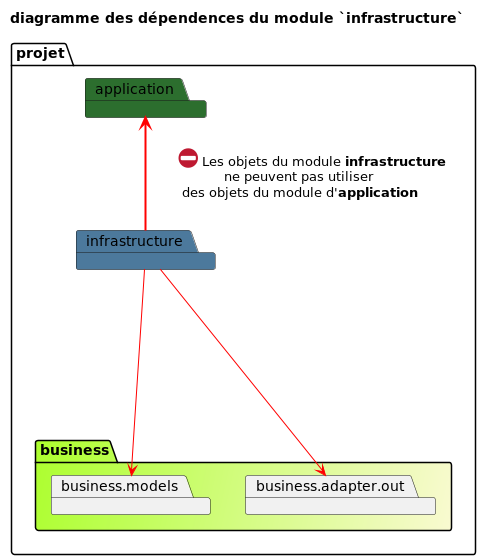 diagramme des dépendences du module `infrastructure`
projet
application
Les objets du module infrastructure
ne peuvent pas utiliser
des objets du module d'application
infrastructure
business
business.models
business.adapter.out